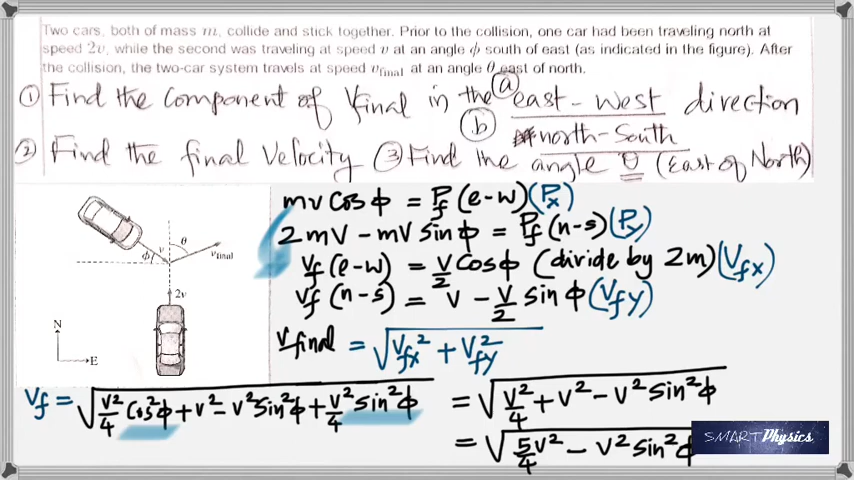 Two cars, both of mass m, collide and stick together. Prior to the collision, one car had been traveling north at
speed 2v, while the second was traveling at speed v at an angle ϕ south of east (as indicated in the figure). After
the collision, the two-car system travels at speed v_final at an angle θ east of north.
① Find the component of Vfinal in the ⓐ east-west direction
ⓑ north-South
② Find the final Velocity ③ Find the angle θ (East of North)
ϕ v θ v_final
2v
N
E
mv Cosϕ = P_f (e-w) (P_x)
2mV - mV Sinϕ = P_f (n-s) (P_y)
v_f (e-w) = v/2 Cosϕ (divide by 2m) (V_fx)
v_f (n-s) = v - v/2 sinϕ (V_fy)
v_final = √(V_fx² + V_fy²)
V_f = √(v²/4 Cos²ϕ + v² - v² Sin²ϕ + v²/4 Sin²ϕ) = √(v²/4 + v² - v² Sin²ϕ)
= √(5/4 v² - v² Sin²ϕ)
SMART Physics